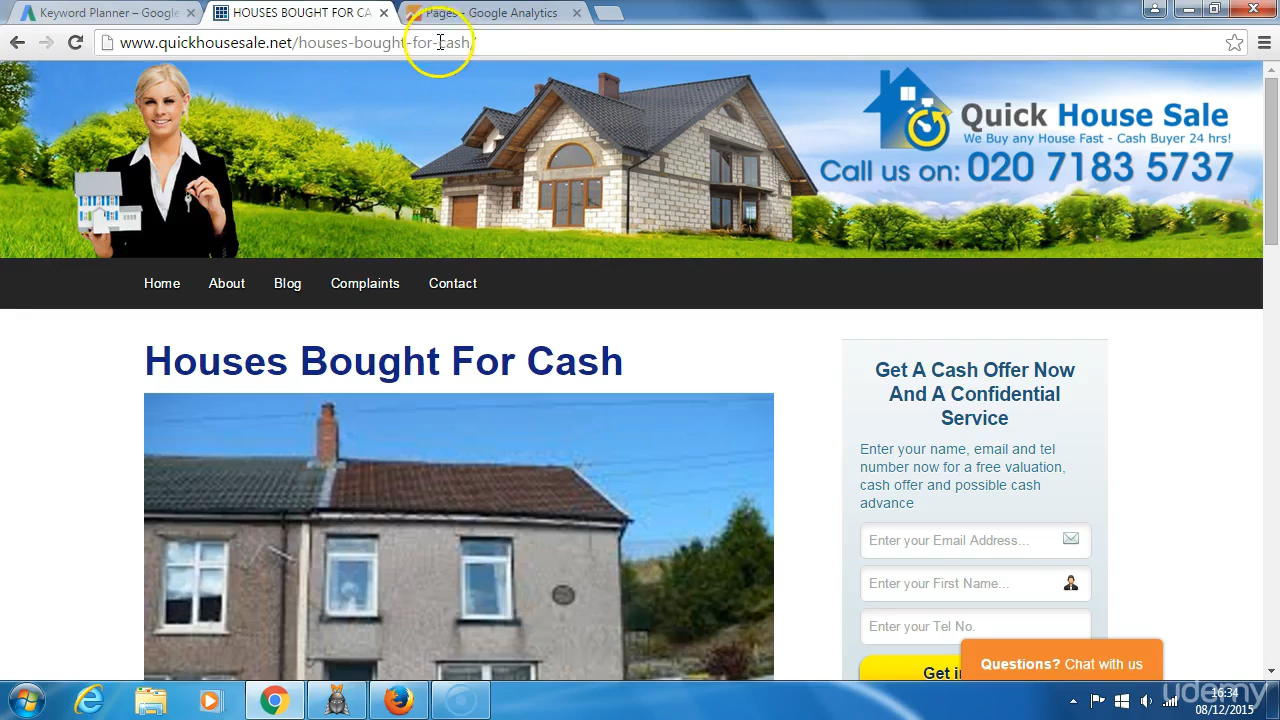 Keyword Planner – Google
HOUSES BOUGHT FOR CA
Pages - Google Analytics
www.quickhousesale.net/houses-bought-for-cash/
Quick House Sale
We Buy any House Fast - Cash Buyer 24 hrs!
Call us on: 020 7183 5737
Home
About
Blog
Complaints
Contact
Houses Bought For Cash
Get A Cash Offer Now
And A Confidential
Service
Enter your name, email and tel
number now for a free valuation,
cash offer and possible cash
advance
Enter your Email Address...
Enter your First Name...
Enter your Tel No.
Get in
Questions? Chat with us
udemy
16:34
08/12/2015